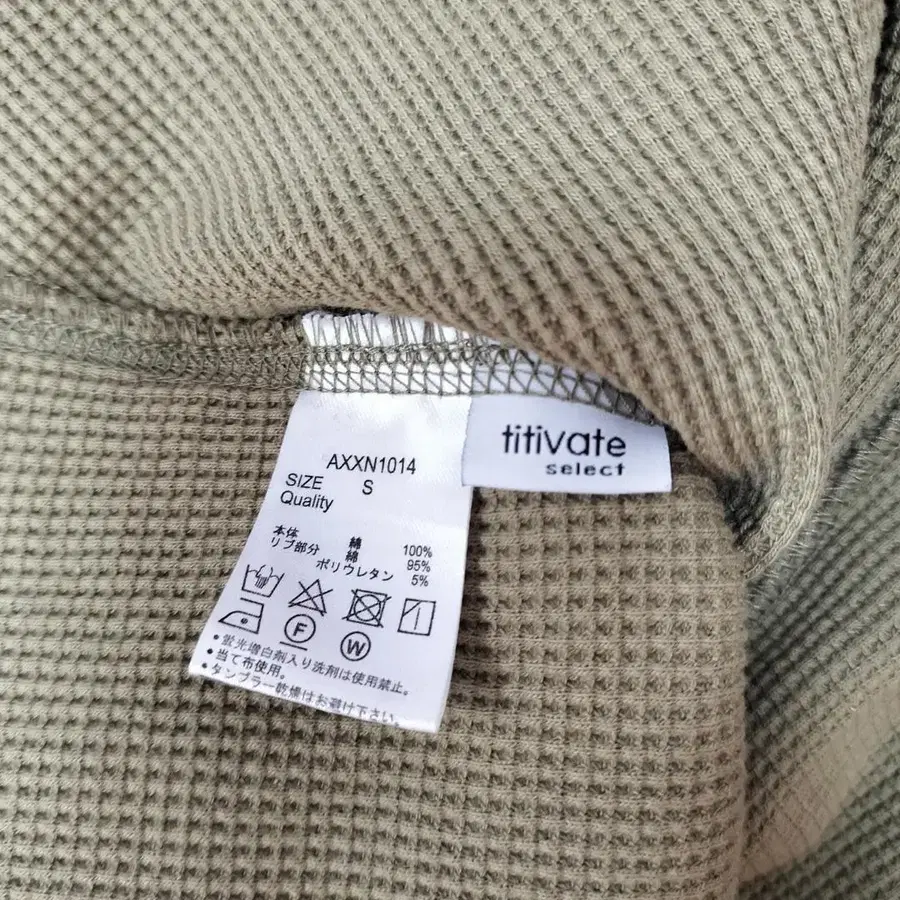 titivate
select
AXXN1014
SIZE S
Quality
本体 綿 100%
リブ部分 綿 95%
ポリウレタン 5%
F
W
・蛍光増白剤入り洗剤は使用禁止。
・当て布使用。
・タンブラー乾燥はお避け下さい。